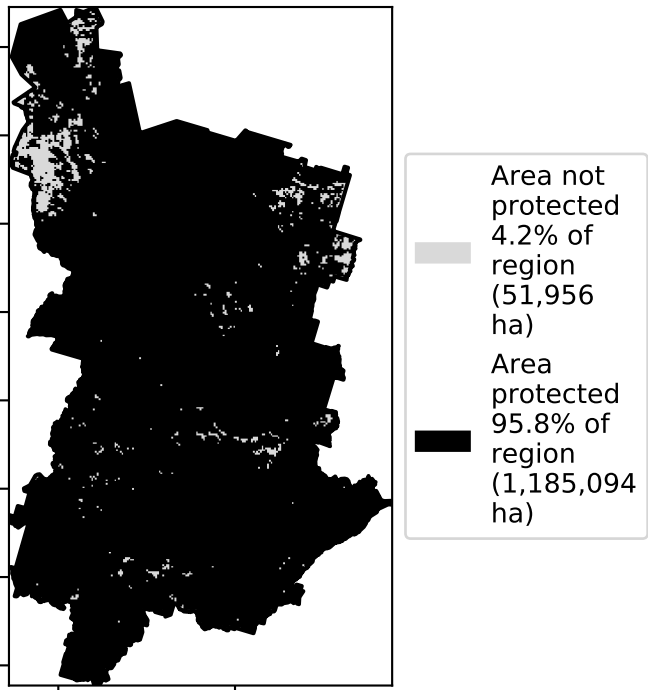 Area not
protected
4.2% of
region
(51,956
ha)
Area
protected
95.8% of
region
(1,185,094
ha)